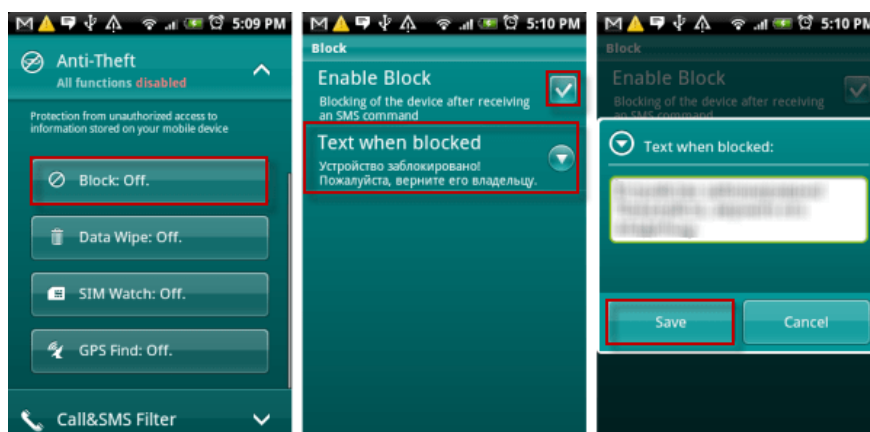 5:09 PM
Anti-Theft
All functions disabled
Protection from unauthorized access to
information stored on your mobile device
Block: Off.
Data Wipe: Off.
SIM Watch: Off.
GPS Find: Off.
Call&SMS Filter
5:10 PM
Block
Enable Block
Blocking of the device after receiving
an SMS command
Text when blocked
Устройство заблокировано!
Пожалуйста, верните его владельцу.
5:10 PM
Block
Enable Block
Blocking of the device after receiving
an SMS command
Text when blocked:
Save
Cancel